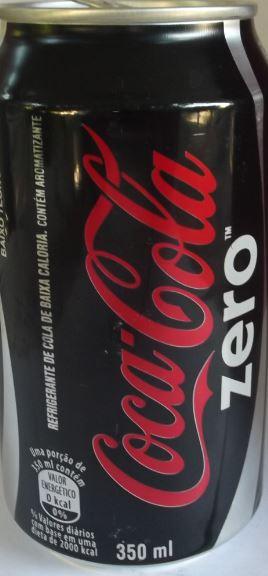 REFRIGERANTE DE COLA DE BAIXA CALORIA. CONTÉM AROMATIZANTE
Coca-Cola
zero™
Uma porção de
350 ml contém
VALOR
ENERGÉTICO
0 kcal
0%
% Valores diários
com base em uma
dieta de 2000 kcal
350 ml